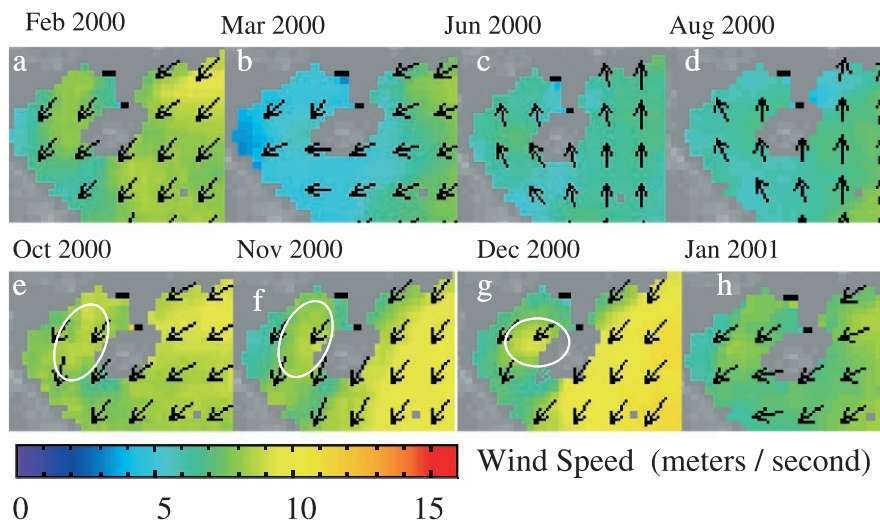 Feb 2000 Mar 2000 Jun 2000 Aug 2000
a b c d
Oct 2000 Nov 2000 Dec 2000 Jan 2001
e f g h
Wind Speed (meters / second)
0 5 10 15